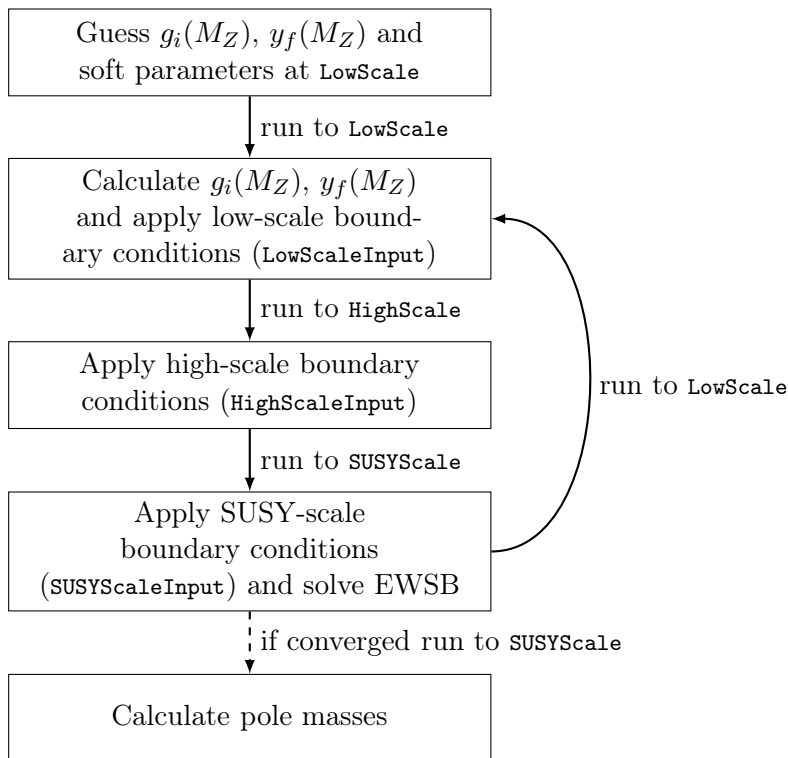 Guess g_i(M_Z), y_f(M_Z) and
soft parameters at LowScale
run to LowScale
Calculate g_i(M_Z), y_f(M_Z)
and apply low-scale bound-
ary conditions (LowScaleInput)
run to HighScale
Apply high-scale boundary
conditions (HighScaleInput)
run to LowScale
run to SUSYScale
Apply SUSY-scale
boundary conditions
(SUSYScaleInput) and solve EWSB
if converged run to SUSYScale
Calculate pole masses